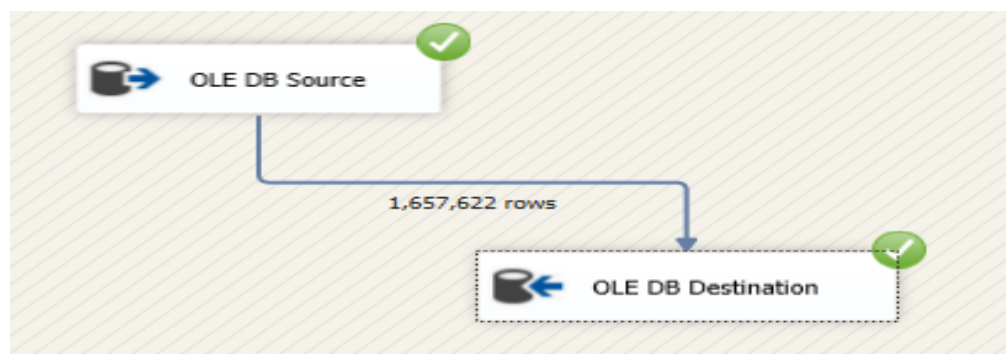 OLE DB Source
1,657,622 rows
OLE DB Destination